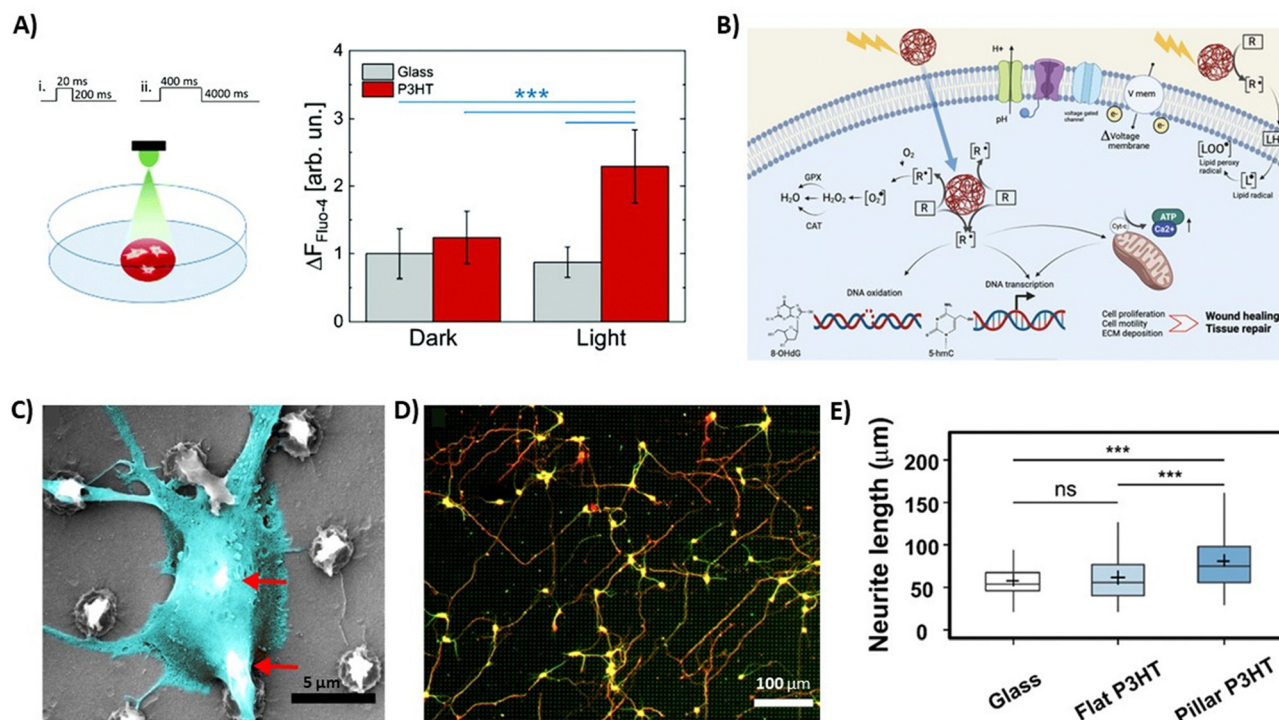 A)
i.
20 ms
200 ms
ii.
400 ms
4000 ms
ΔF Fluo-4 [arb. un.]
4
3
2
1
0
Glass
P3HT
***
Dark
Light
B)
H+
pH
voltage gated
channel
V mem
e-
e-
Δ Voltage
membrane
R
[R•]
LH
[LOO•]
Lipid peroxy
radical
[L•]
Lipid radical
O2
[R•]
[R•]
GPX
H2O
H2O2
[O2•]
CAT
R
R
[R•]
Cyt-c
ATP
Ca2+
DNA oxidation
DNA transcription
8-OHdG
5-hmC
Cell proliferation
Cell motility
ECM deposition
Wound healing
Tissue repair
C)
5 μm
D)
100 μm
E)
Neurite length (μm)
200
150
100
50
0
***
ns
***
Glass
Flat P3HT
Pillar P3HT